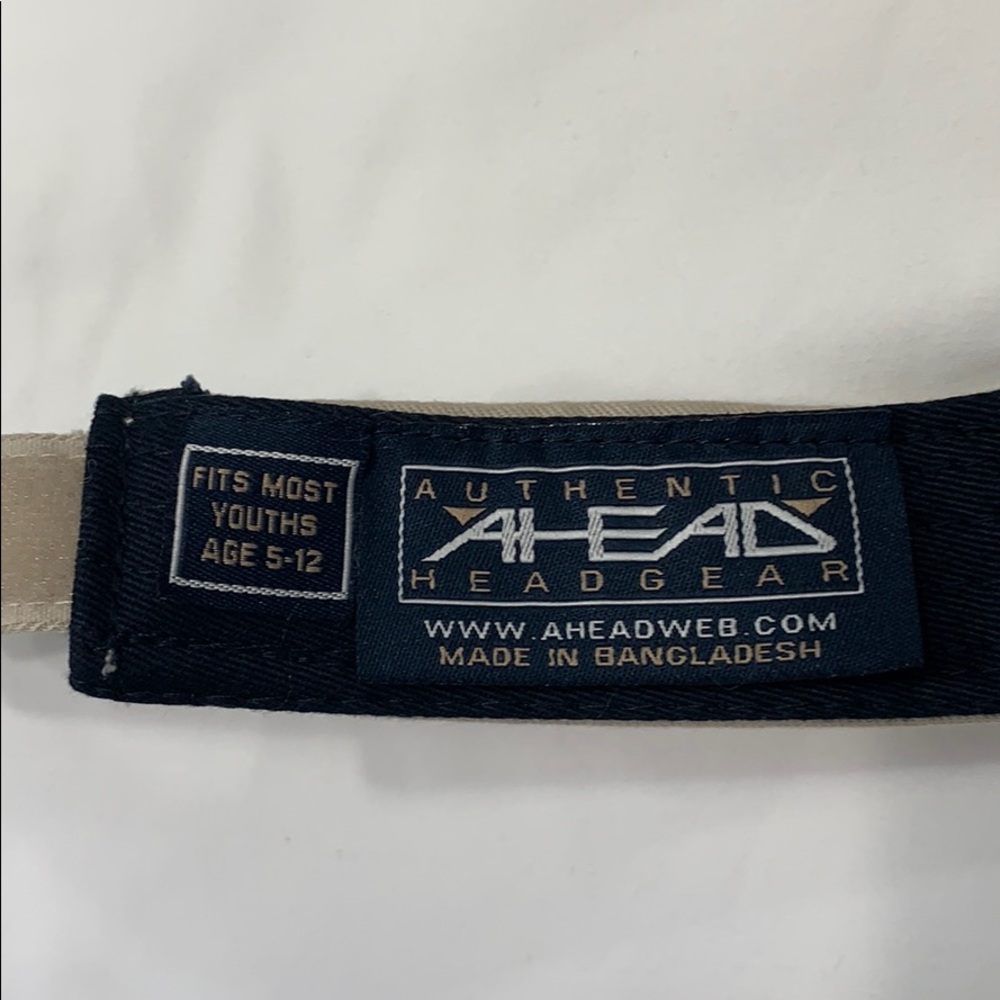 FITS MOST
YOUTHS
AGE 5-12
AUTHENTIC
AHEAD
HEADGEAR
WWW.AHEADWEB.COM
MADE IN BANGLADESH